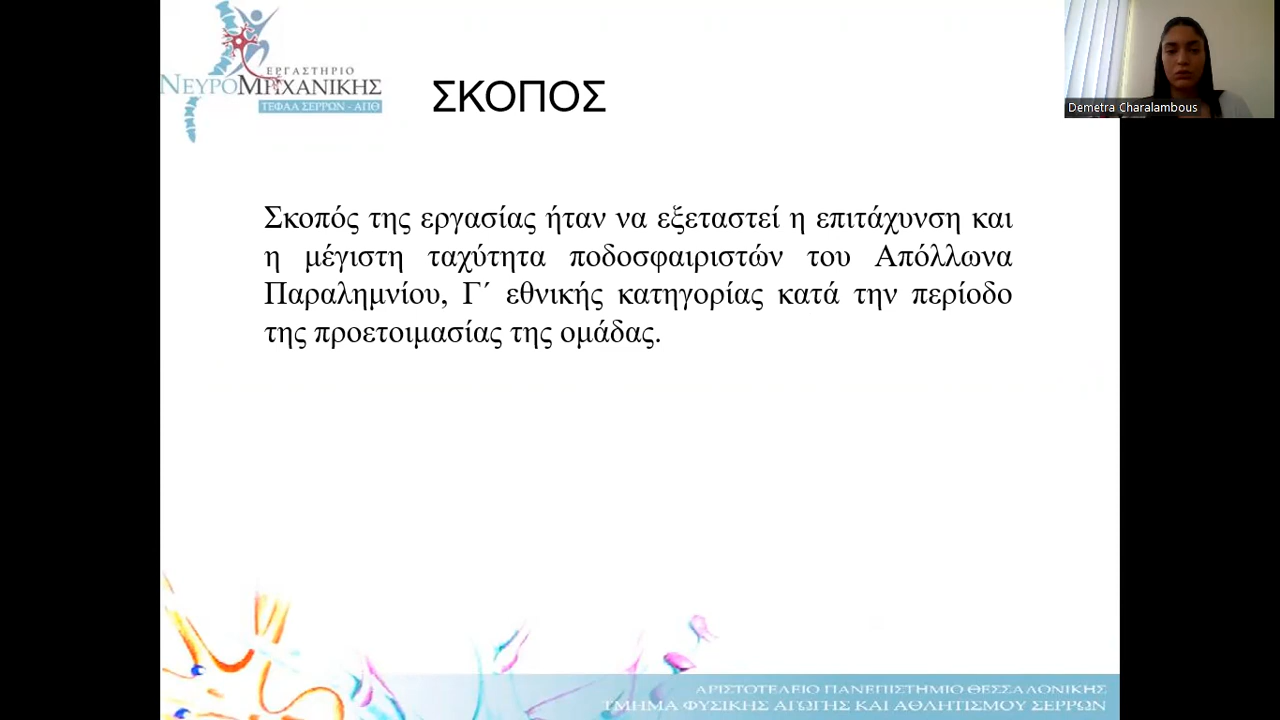 ΕΡΓΑΣΤΗΡΙΟ
ΝΕΥΡΟΜΗΧΑΝΙΚΗΣ
ΤΕΦΑΑ ΣΕΡΡΩΝ - ΑΠΘ
ΣΚΟΠΟΣ
Demetra Charalambous
Σκοπός της εργασίας ήταν να εξεταστεί η επιτάχυνση και
η μέγιστη ταχύτητα ποδοσφαιριστών του Απόλλωνα
Παραλημνίου, Γ΄ εθνικής κατηγορίας κατά την περίοδο
της προετοιμασίας της ομάδας.
ΑΡΙΣΤΟΤΕΛΕΙΟ ΠΑΝΕΠΙΣΤΗΜΙΟ ΘΕΣΣΑΛΟΝΙΚΗΣ
ΤΜΗΜΑ ΦΥΣΙΚΗΣ ΑΓΩΓΗΣ ΚΑΙ ΑΘΛΗΤΙΣΜΟΥ ΣΕΡΡΩΝ